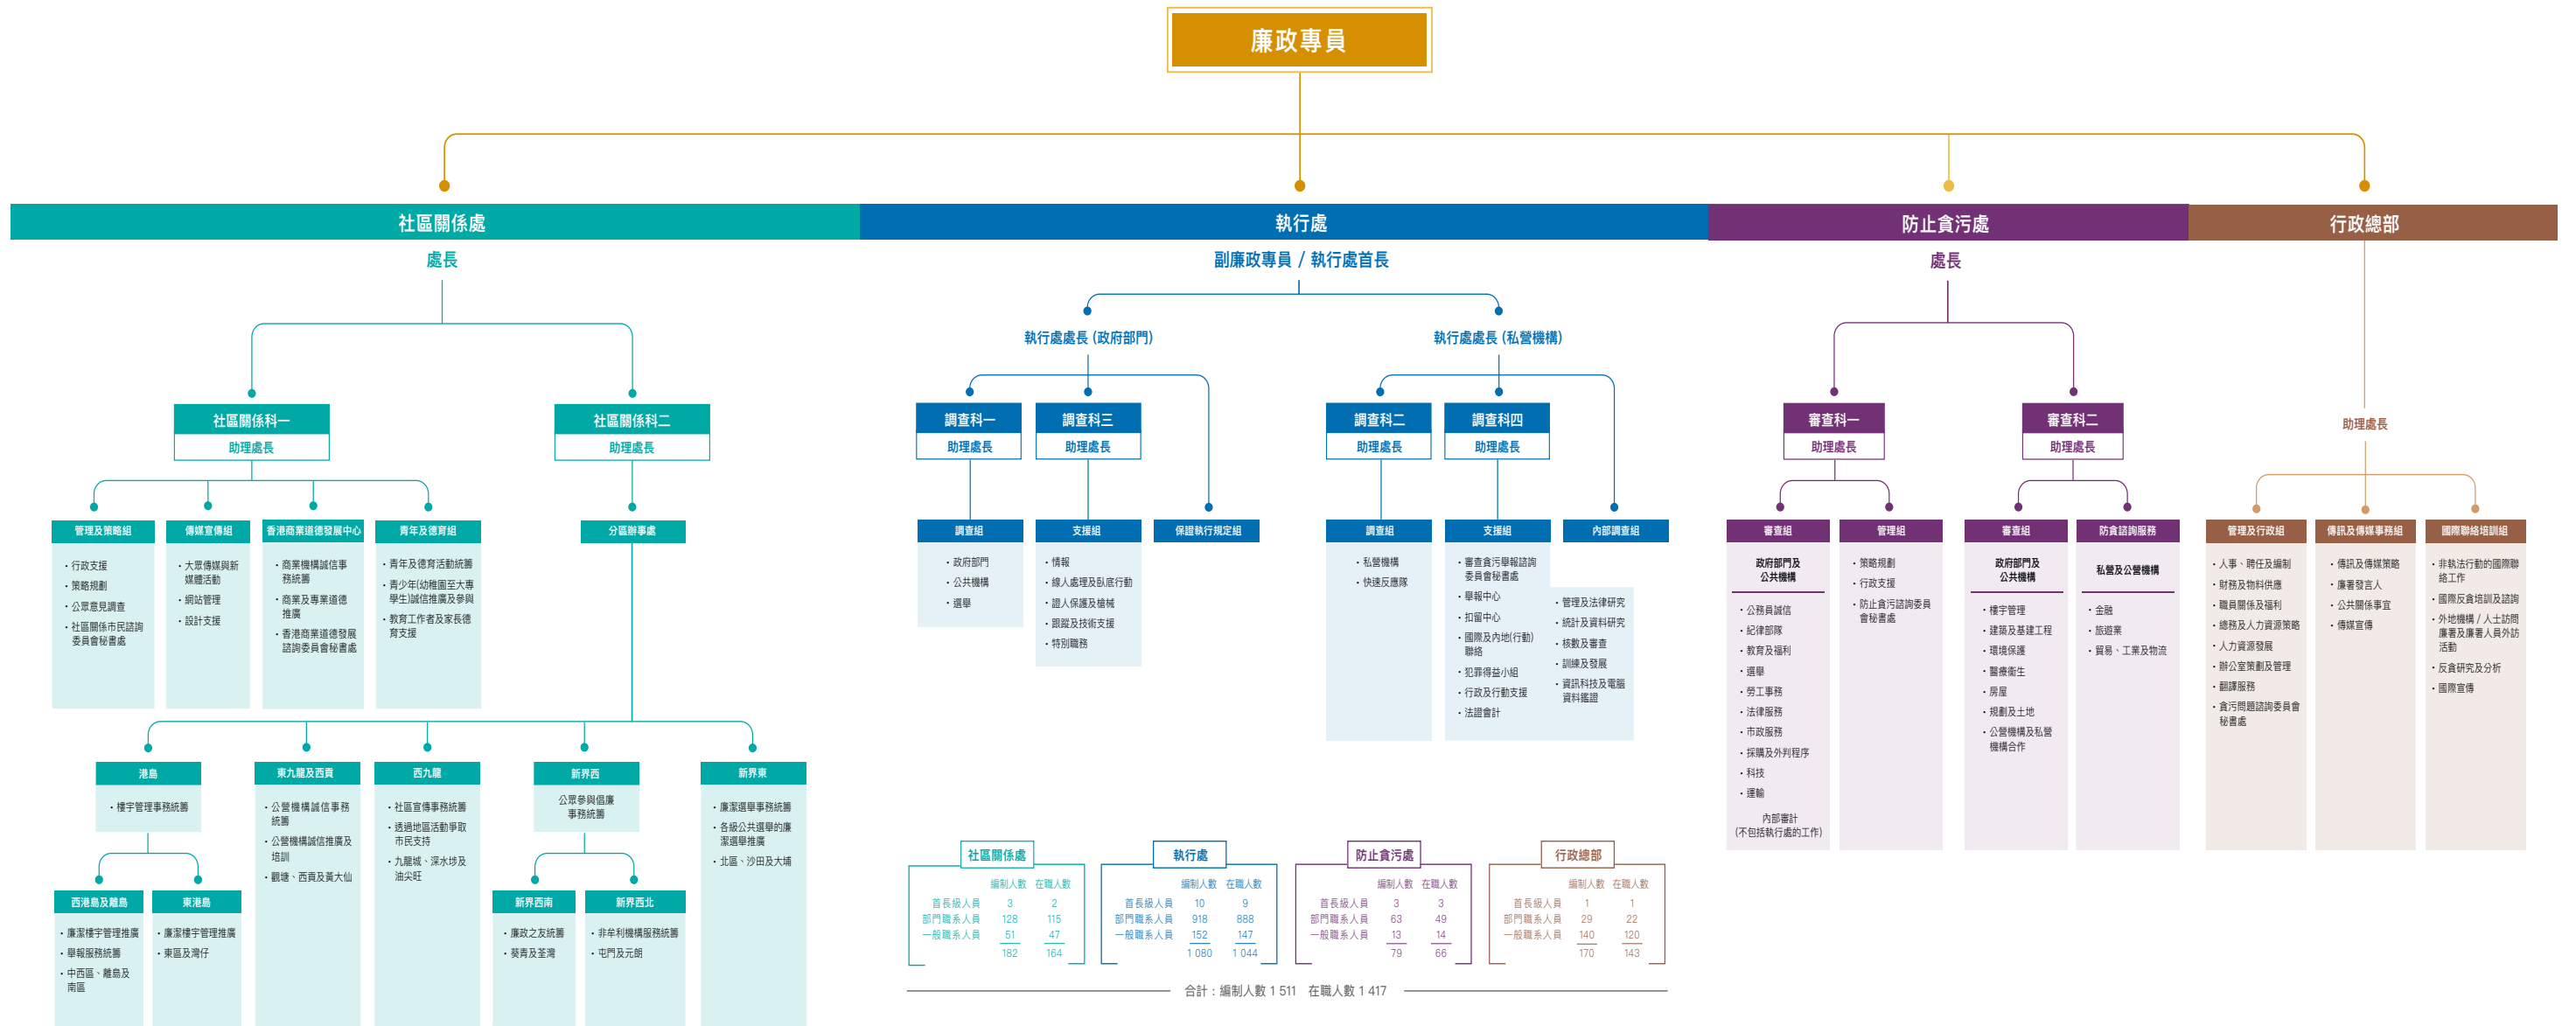 廉政專員
社區關係處
處長
社區關係科一
助理處長
管理及策略組
・行政支援
・策略規劃
・公眾意見調查
・社區關係市民諮詢
委員會秘書處
傳媒宣傳組
・大眾傳媒與新
媒體活動
・網站管理
・設計支援
香港商業道德發展中心
・商業機構誠信事
務統籌
・商業及專業道德
推廣
・香港商業道德發展
諮詢委員會秘書處
青年及德育組
・青年及德育活動統籌
・青少年(幼稚園至大專
學生)誠信推廣及參與
・教育工作者及家長德
育支援
社區關係科二
助理處長
分區辦事處
港島
・樓宇管理事務統籌
西港島及離島
・廉潔樓宇管理推廣
・舉報服務統籌
・中西區、離島及
南區
東港島
・廉潔樓宇管理推廣
・東區及灣仔
東九龍及西貢
・公營機構誠信事務
統籌
・公營機構誠信推廣及
培訓
・觀塘、西貢及黃大仙
西九龍
・社區宣傳事務統籌
・透過地區活動爭取
市民支持
・九龍城、深水埗及
油尖旺
新界西
公眾參與倡廉
事務統籌
新界西南
・廉政之友統籌
・葵青及荃灣
新界西北
・非牟利機構服務統籌
・屯門及元朗
新界東
・廉潔選舉事務統籌
・各級公共選舉的廉
潔選舉推廣
・北區、沙田及大埔
執行處
副廉政專員 / 執行處首長
執行處處長 (政府部門)
調查科一
助理處長
調查組
・政府部門
・公共機構
・選舉
調查科三
助理處長
支援組
・情報
・線人處理及臥底行動
・證人保護及槍械
・跟蹤及技術支援
・特別職務
保證執行規定組
執行處處長 (私營機構)
調查科二
助理處長
調查組
・私營機構
・快速反應隊
調查科四
助理處長
支援組
・審查貪污舉報諮詢
委員會秘書處
・舉報中心
・扣留中心
・國際及內地(行動)
聯絡
・犯罪得益小組
・行政及行動支援
・法證會計
內部調查組
・管理及法律研究
・統計及資料研究
・核數及審查
・訓練及發展
・資訊科技及電腦
資料鑑證
防止貪污處
處長
審查科一
助理處長
審查組
政府部門及
公共機構
・公務員誠信
・紀律部隊
・教育及福利
・選舉
・勞工事務
・法律服務
・市政服務
・採購及外判程序
・科技
・運輸
內部審計
(不包括執行處的工作)
管理組
・策略規劃
・行政支援
・防止貪污諮詢委員
會秘書處
審查科二
助理處長
審查組
政府部門及
公共機構
・樓宇管理
・建築及基建工程
・環境保護
・醫療衞生
・房屋
・規劃及土地
・公營機構及私營
機構合作
防貪諮詢服務
私營及公營機構
・金融
・旅遊業
・貿易、工業及物流
行政總部
助理處長
管理及行政組
・人事、聘任及編制
・財務及物料供應
・職員關係及福利
・總務及人力資源策略
・人力資源發展
・辦公室策劃及管理
・翻譯服務
・貪污問題諮詢委員會
秘書處
傳訊及傳媒事務組
・傳訊及傳媒策略
・廉署發言人
・公共關係事宜
・傳媒宣傳
國際聯絡培訓組
・非執法行動的國際聯
絡工作
・國際反貪培訓及諮詢
・外地機構 / 人士訪問
廉署及廉署人員外訪
活動
・反貪研究及分析
・國際宣傳
社區關係處
編制人數 在職人數
首長級人員 3 2
部門職系人員 128 115
一般職系人員 51 47
182 164
執行處
編制人數 在職人數
首長級人員 10 9
部門職系人員 918 888
一般職系人員 152 147
1 080 1 044
防止貪污處
編制人數 在職人數
首長級人員 3 3
部門職系人員 63 49
一般職系人員 13 14
79 66
行政總部
編制人數 在職人數
首長級人員 1 1
部門職系人員 29 22
一般職系人員 140 120
170 143
合計：編制人數 1 511 在職人數 1 417